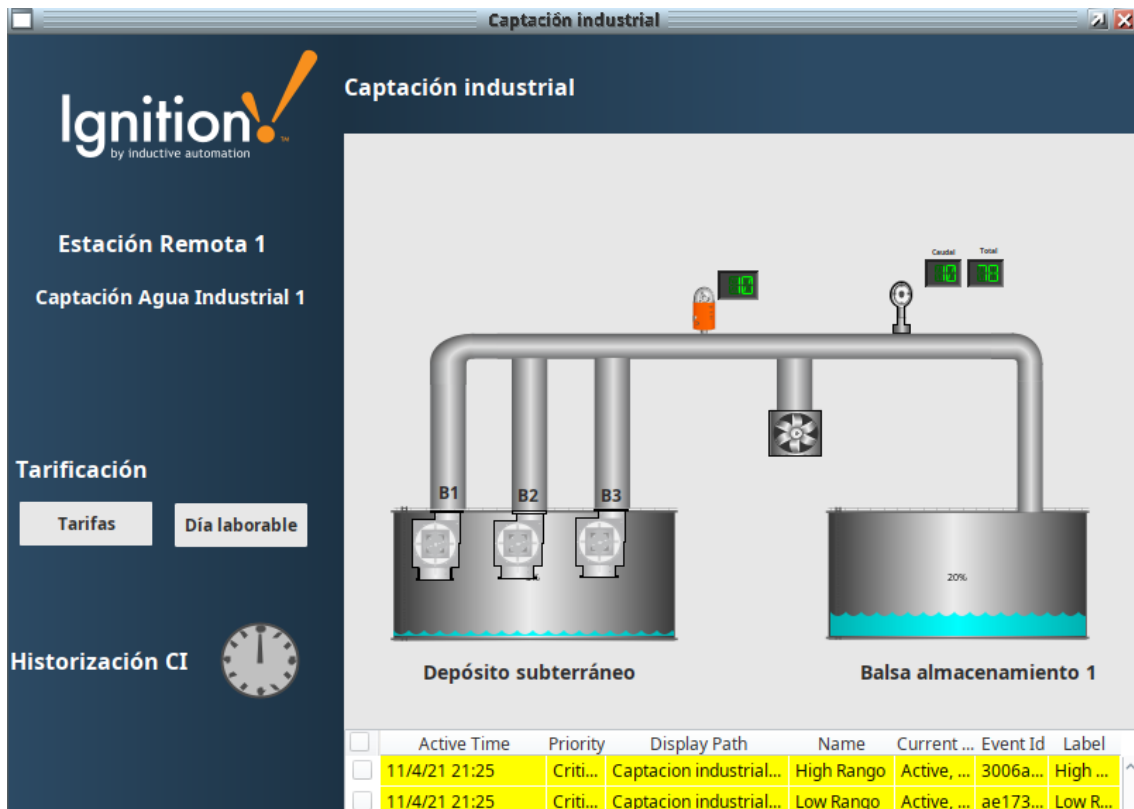 Captación industrial
Ignition!
by inductive automation
Captación industrial
Estación Remota 1
Captación Agua Industrial 1
Caudal Total
10
10 78
Tarificación
Tarifas Día laborable
B1 B2 B3
20%
Historización CI
Depósito subterráneo Balsa almacenamiento 1
Active Time Priority Display Path Name Current ... Event Id Label
11/4/21 21:25 Criti... Captacion industrial... High Rango Active, ... 3006a... High ...
11/4/21 21:25 Criti... Captacion industrial... Low Rango Active, ... ae173... Low R...